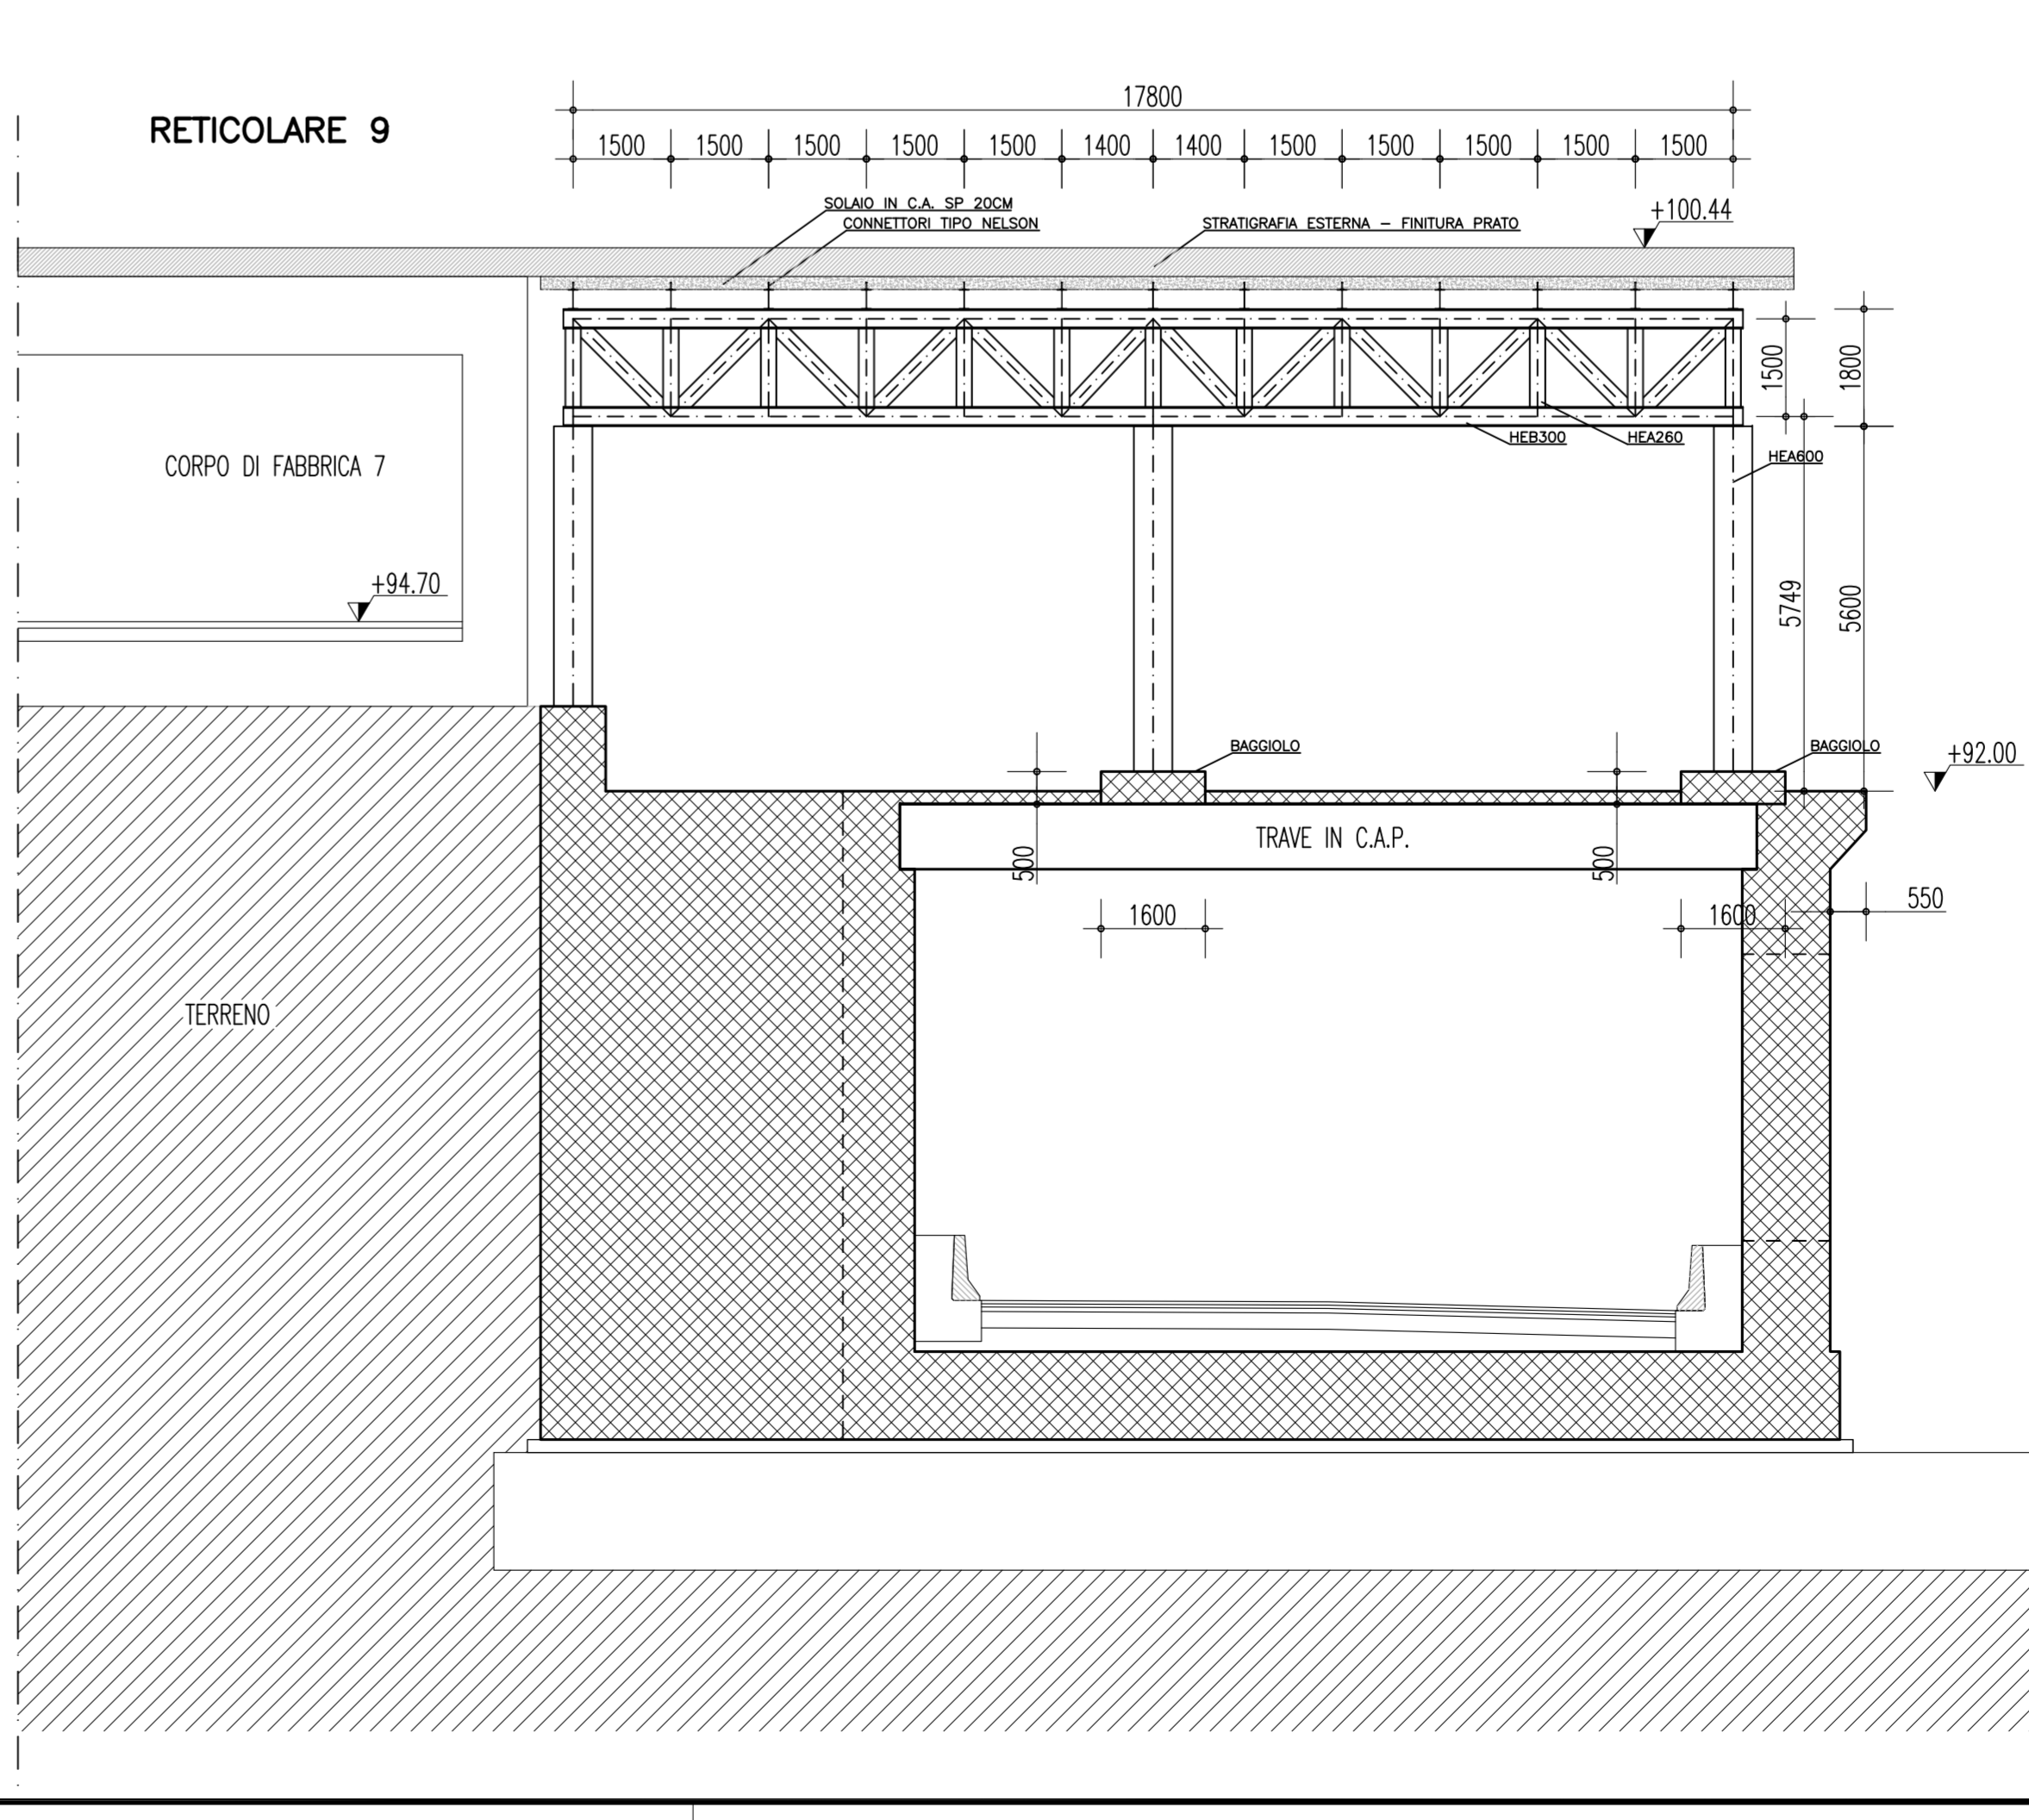 17800
RETICOLARE 9
1500 1500 1500 1500 1500 1400 1400 1500 1500 1500 1500 1500
SOLAIO IN C.A. SP 20CM
CONNETTORI TIPO NELSON
STRATIGRAFIA ESTERNA - FINITURA PRATO
+100.44
1500
1800
HEB300
HEA260
HEA600
CORPO DI FABBRICA 7
+94.70
5749
5600
BAGGIOLO
BAGGIOLO
+92.00
TRAVE IN C.A.P.
500
500
1600
1600
550
TERRENO